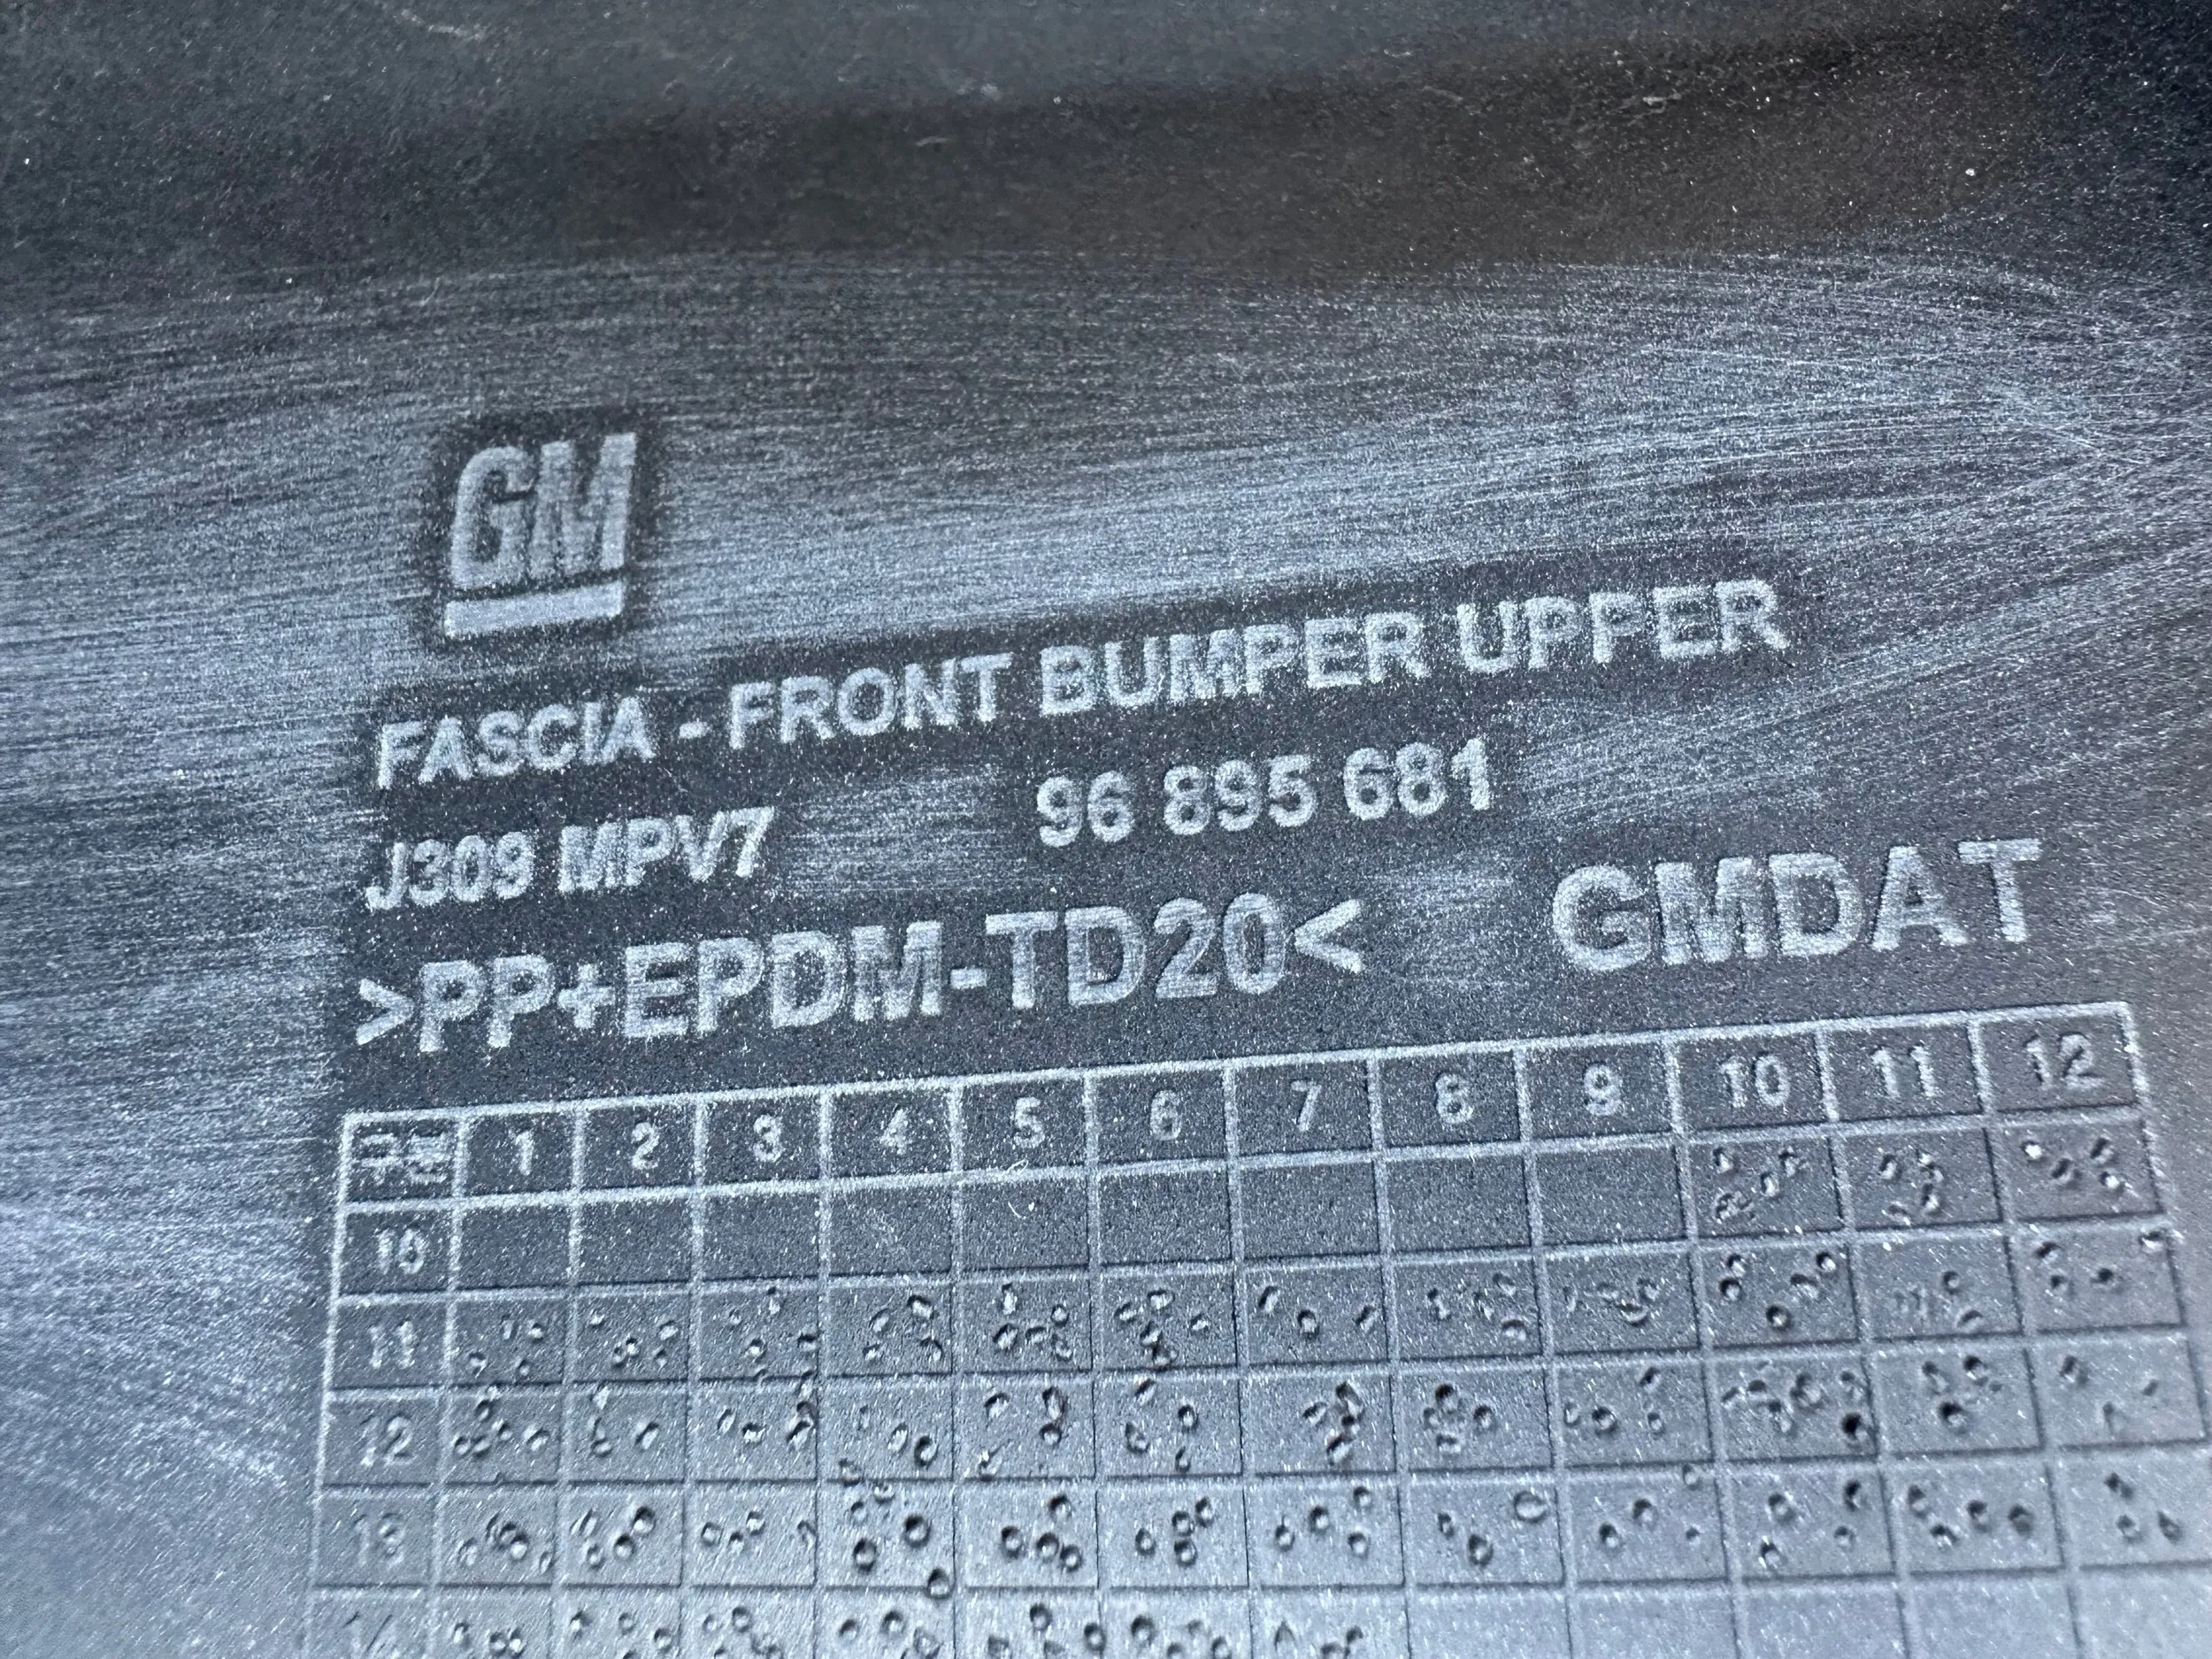 GM
FASCIA - FRONT BUMPER UPPER
J309 MPV7 96 895 681
>PP+EPDM-TD20< GMDAT
구분 1 2 3 4 5 6 7 8 9 10 11 12
10
11
12
13
14